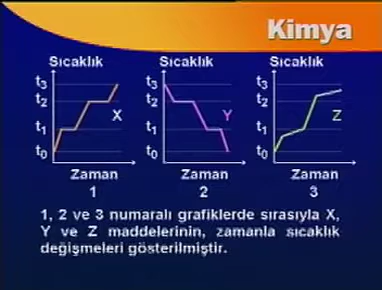 Kimya
Sıcaklık Sıcaklık Sıcaklık
t3 t3 t3
t2 t2 t2
X Y Z
t1 t1 t1
t0 t0 t0
Zaman Zaman Zaman
1 2 3
1, 2 ve 3 numaralı grafiklerde sırasıyla X,
Y ve Z maddelerinin, zamanla sıcaklık
değişmeleri gösterilmiştir.